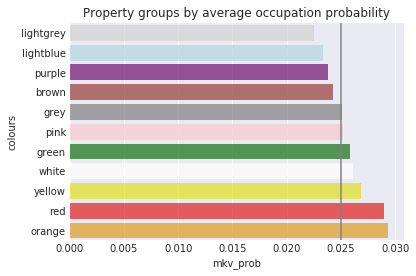 Property groups by average occupation probability
colours
lightgrey
lightblue
purple
brown
grey
pink
green
white
yellow
red
orange
0.000 0.005 0.010 0.015 0.020 0.025 0.030
mkv_prob